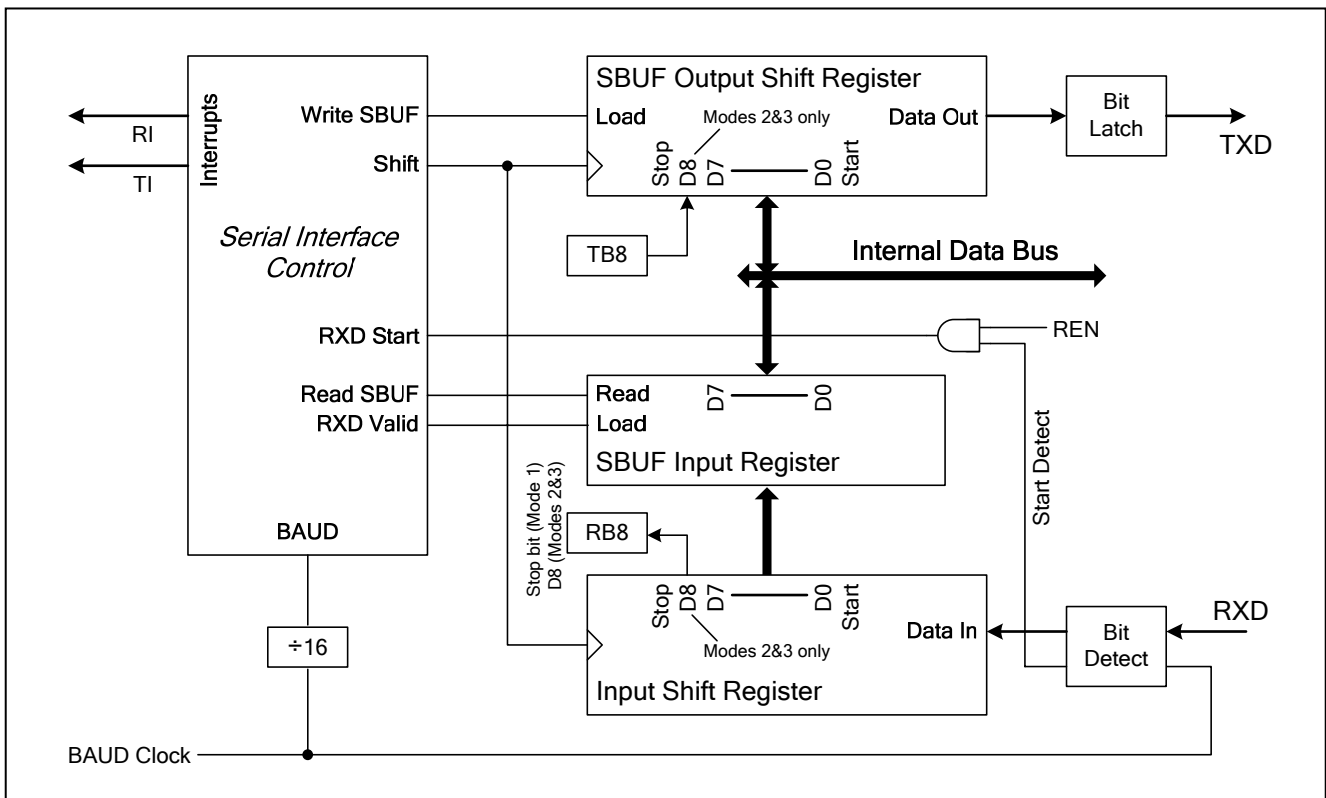 SBUF Output Shift Register
Interrupts
RI
TI
Write SBUF
Shift
Load
Modes 2&3 only
Data Out
Bit
Latch
TXD
Stop
D8
D7
D0
Start
Serial Interface
Control
TB8
Internal Data Bus
RXD Start
REN
Read SBUF
RXD Valid
Read
Load
D7
D0
SBUF Input Register
Start Detect
Stop bit (Mode 1)
D8 (Modes 2&3)
RB8
BAUD
Stop
D8
D7
D0
Start
Data In
Modes 2&3 only
Input Shift Register
Bit
Detect
RXD
÷16
BAUD Clock